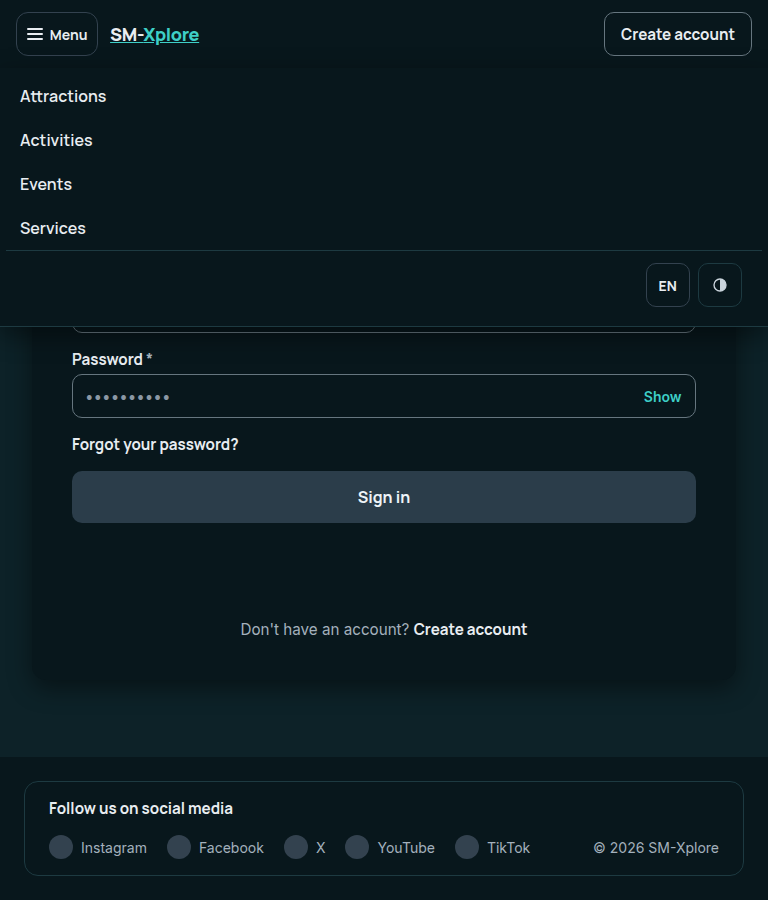 Menu
SM-Xplore
Create account
Attractions
Activities
Events
Services
EN
Password *
••••••••••
Show
Forgot your password?
Sign in
Don't have an account? Create account
Follow us on social media
Instagram
Facebook
X
YouTube
TikTok
© 2026 SM-Xplore